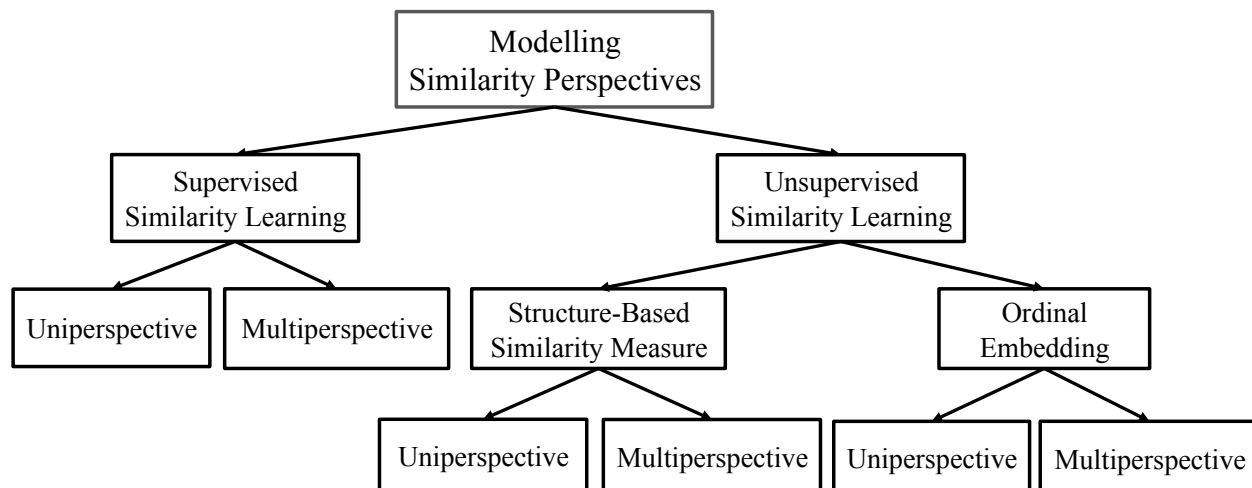 Modelling
Similarity Perspectives
Supervised
Similarity Learning
Unsupervised
Similarity Learning
Uniperspective
Multiperspective
Structure-Based
Similarity Measure
Ordinal
Embedding
Uniperspective
Multiperspective
Uniperspective
Multiperspective